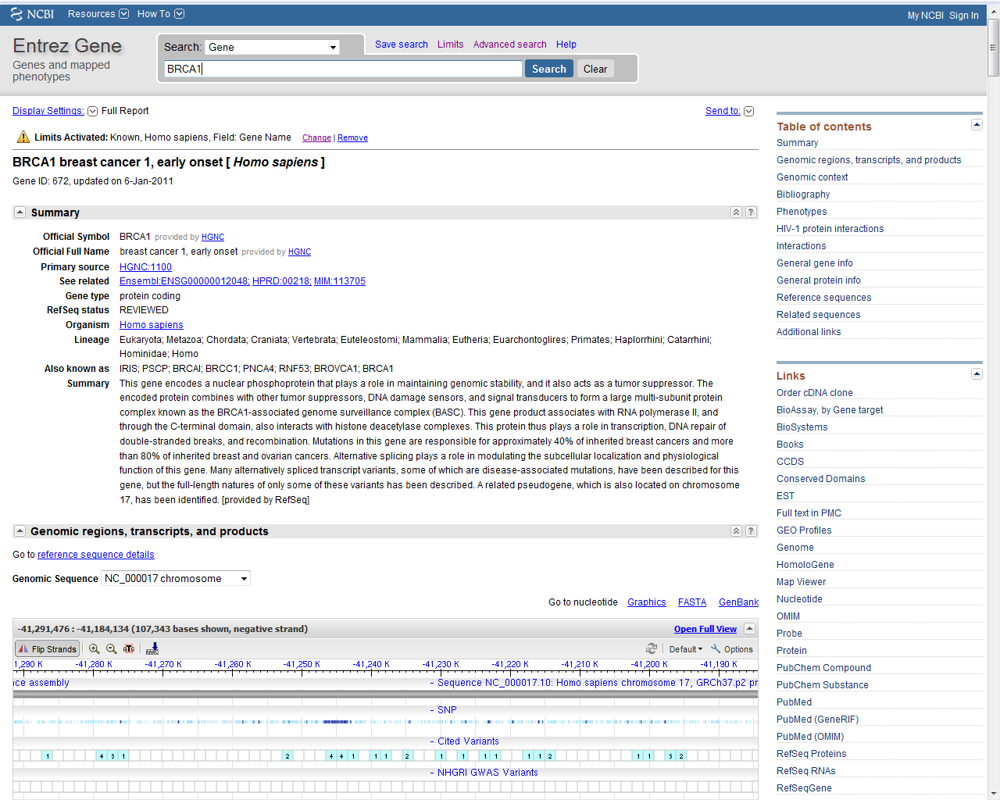 NCBI Resources How To My NCBI Sign In
Entrez Gene
Genes and mapped
phenotypes
Search: Gene
Save search Limits Advanced search Help
BRCA1 Search Clear
Display Settings: Full Report Send to:
Limits Activated: Known, Homo sapiens, Field: Gene Name Change | Remove
BRCA1 breast cancer 1, early onset [ Homo sapiens ]
Gene ID: 672, updated on 6-Jan-2011
Summary ?
Official Symbol BRCA1 provided by HGNC
Official Full Name breast cancer 1, early onset provided by HGNC
Primary source HGNC:1100
See related Ensembl:ENSG00000012048; HPRD:00218; MIM:113705
Gene type protein coding
RefSeq status REVIEWED
Organism Homo sapiens
Lineage Eukaryota; Metazoa; Chordata; Craniata; Vertebrata; Euteleostomi; Mammalia; Eutheria; Euarchontoglires; Primates; Haplorrhini; Catarrhini;
Hominidae; Homo
Also known as IRIS; PSCP; BRCAI; BRCC1; PNCA4; RNF53; BROVCA1; BRCA1
Summary This gene encodes a nuclear phosphoprotein that plays a role in maintaining genomic stability, and it also acts as a tumor suppressor. The
encoded protein combines with other tumor suppressors, DNA damage sensors, and signal transducers to form a large multi-subunit protein
complex known as the BRCA1-associated genome surveillance complex (BASC). This gene product associates with RNA polymerase II, and
through the C-terminal domain, also interacts with histone deacetylase complexes. This protein thus plays a role in transcription, DNA repair of
double-stranded breaks, and recombination. Mutations in this gene are responsible for approximately 40% of inherited breast cancers and more
than 80% of inherited breast and ovarian cancers. Alternative splicing plays a role in modulating the subcellular localization and physiological
function of this gene. Many alternatively spliced transcript variants, some of which are disease-associated mutations, have been described for this
gene, but the full-length natures of only some of these variants has been described. A related pseudogene, which is also located on chromosome
17, has been identified. [provided by RefSeq]
Genomic regions, transcripts, and products ?
Go to reference sequence details
Genomic Sequence NC_000017 chromosome
Go to nucleotide Graphics FASTA GenBank
-41,291,476 : -41,184,134 (107,343 bases shown, negative strand) Open Full View
Flip Strands ATG Default Options
1,290 K -41,280 K -41,270 K -41,260 K -41,250 K -41,240 K -41,230 K -41,220 K -41,210 K -41,200 K -41,190 K
ce assembly - Sequence NC_000017.10: Homo sapiens chromosome 17, GRCh37.p2 pr
- SNP
- Cited Variants
1 4 3 1 2 4 4 1 1 1 2 1 1 1 1 1 1 2 1 1 3 2
- NHGRI GWAS Variants
Table of contents
Summary
Genomic regions, transcripts, and products
Genomic context
Bibliography
Phenotypes
HIV-1 protein interactions
Interactions
General gene info
General protein info
Reference sequences
Related sequences
Additional links
Links
Order cDNA clone
BioAssay, by Gene target
BioSystems
Books
CCDS
Conserved Domains
EST
Full text in PMC
GEO Profiles
Genome
HomoloGene
Map Viewer
Nucleotide
OMIM
Probe
Protein
PubChem Compound
PubChem Substance
PubMed
PubMed (GeneRIF)
PubMed (OMIM)
RefSeq Proteins
RefSeq RNAs
RefSeqGene